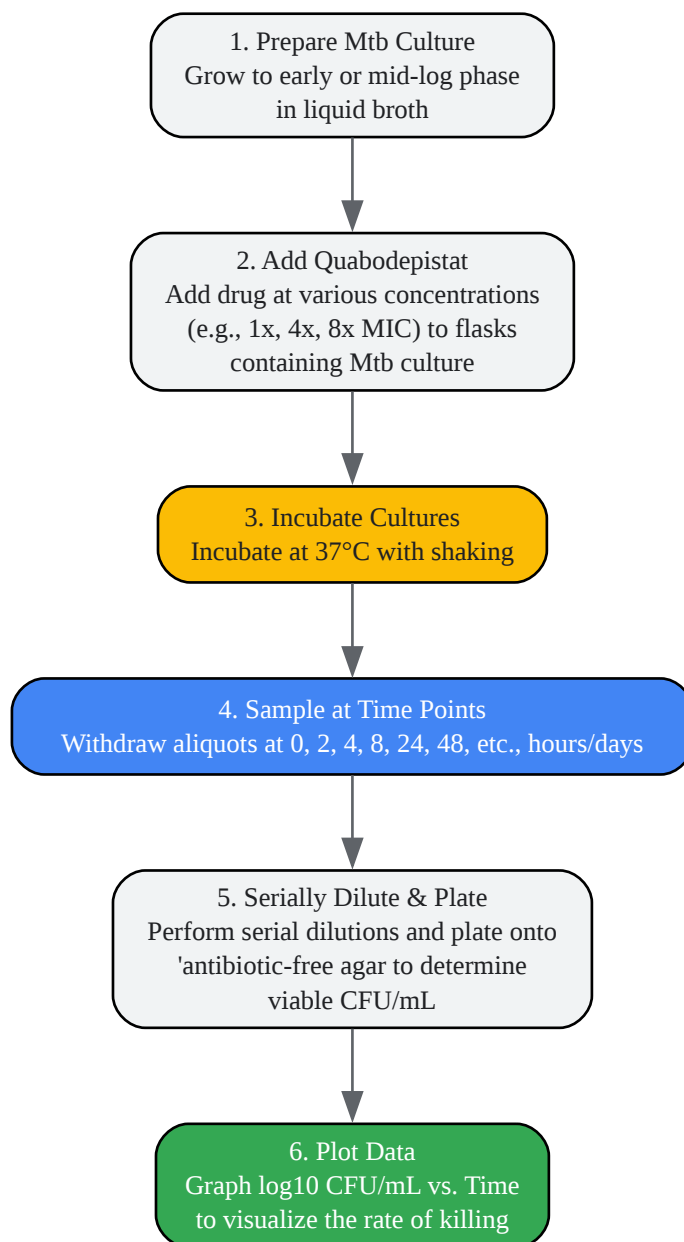 1. Prepare Mtb Culture
Grow to early or mid-log phase
in liquid broth
2. Add Quabodepistat
Add drug at various concentrations
(e.g., 1x, 4x, 8x MIC) to flasks
containing Mtb culture
3. Incubate Cultures
Incubate at 37°C with shaking
4. Sample at Time Points
Withdraw aliquots at 0, 2, 4, 8, 24, 48, etc., hours/days
5. Serially Dilute & Plate
Perform serial dilutions and plate onto
'antibiotic-free agar to determine
viable CFU/mL
6. Plot Data
Graph log10 CFU/mL vs. Time
to visualize the rate of killing